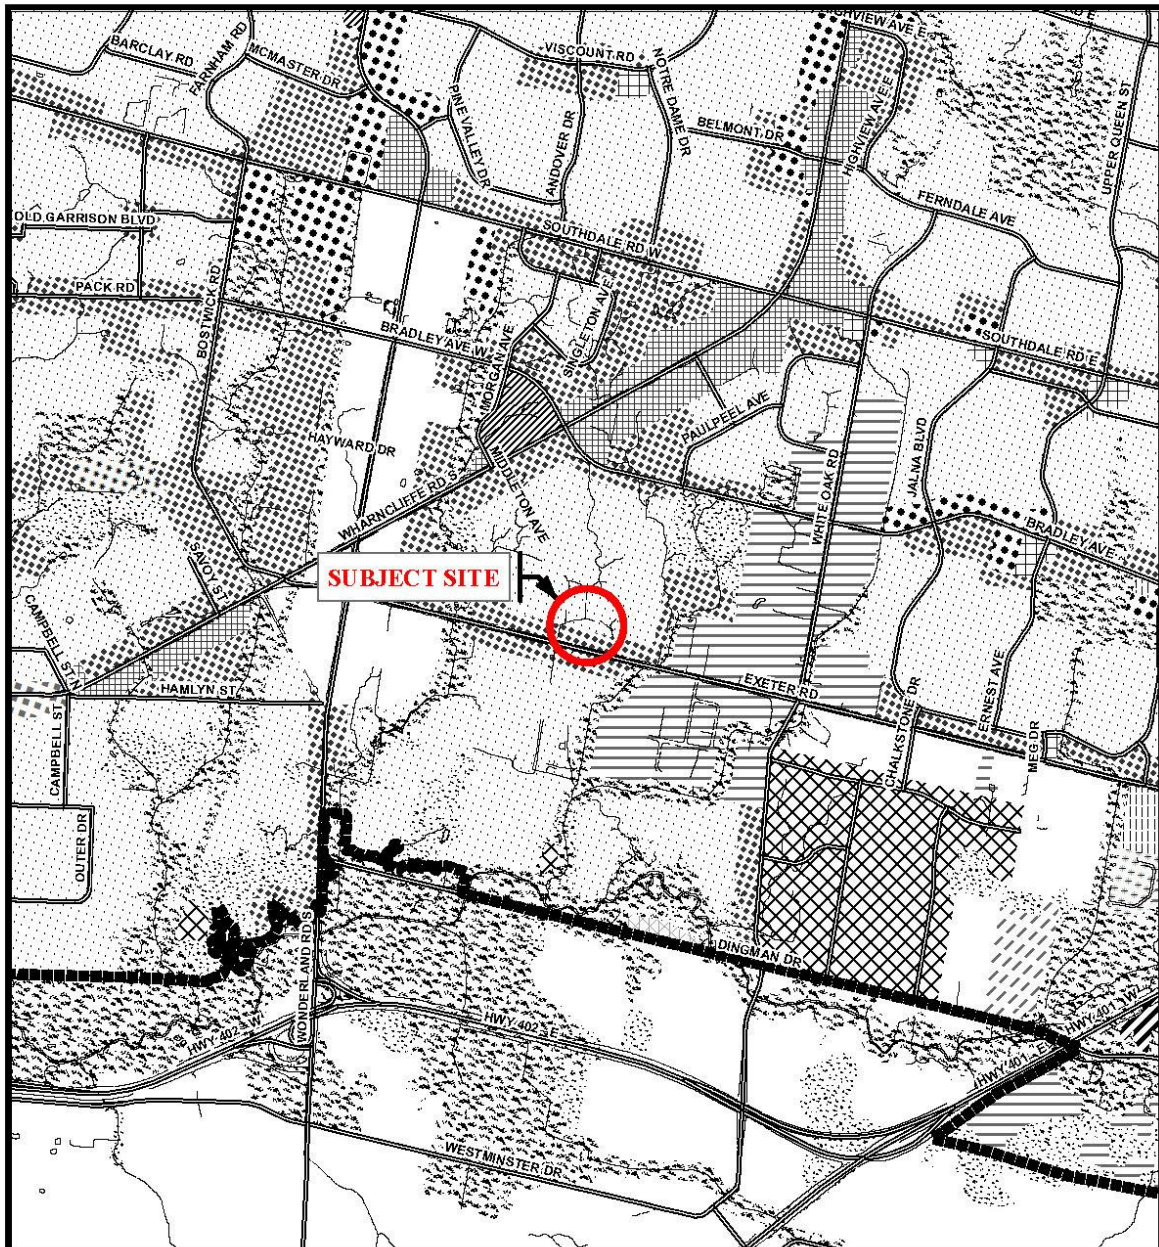 HIGHVIEW AVE E
BARCLAY RD
FARNHAM RD
MCMASTER DR
VISCOUNT RD
NOTRE DAME DR
PINE VALLEY DR
ANDOVER DR
BELMONT DR
HIGHVIEW AVE E
UPPER QUEEN ST
FERNDALE AVE
OLD GARRISON BLVD
SOUTHDALE RD W
PACK RD
BOSTWICK RD
BRADLEY AVE W
MORGAN AVE
SINGLETON AVE
SOUTHDALE RD E
PAULPEEL AVE
HAYWARD DR
WHARNCLIFFE RD S
MIDDLETON AVE
WHITE OAK RD
JALNA BLVD
BRADLEY AVE
SAVOY ST
SUBJECT SITE
CAMPBELL ST N
HAMLYN ST
EXETER RD
CHALKSTONE DR
ERNEST AVE
MEG DR
CAMPBELL ST
OUTER DR
WONDERLAND RD S
DINGMAN DR
HWY 402
HWY 402 S E
HWY 401 W
HWY 401 E
WESTMINSTER DR